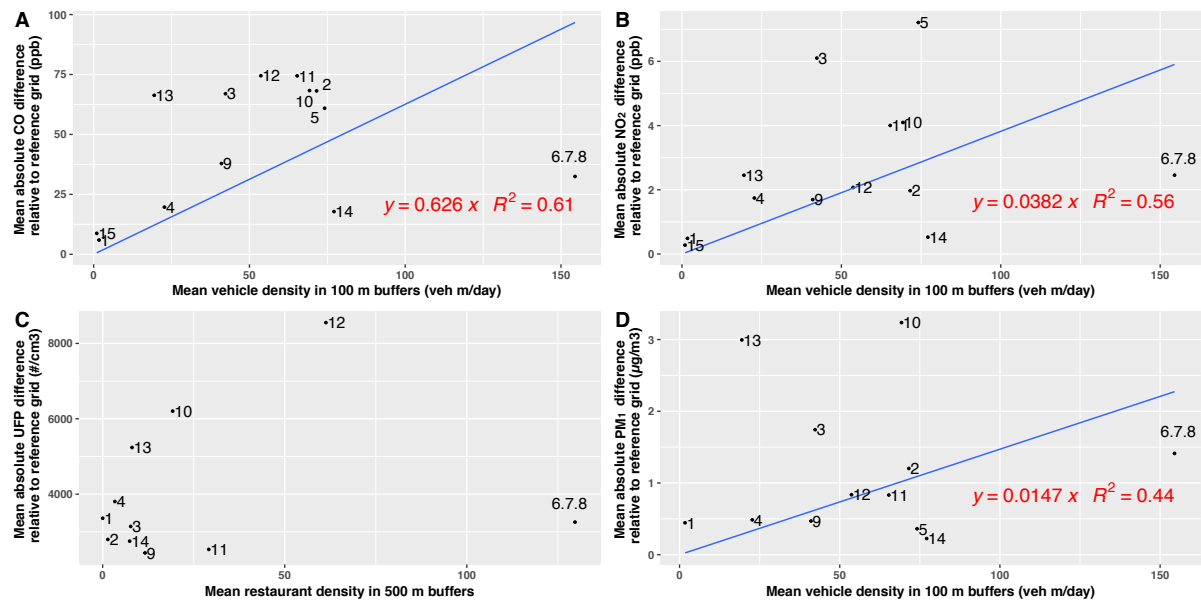 A
Mean absolute CO difference
relative to reference grid (ppb)
100
75
50
25
0
12
11
13
3
2
10
5
9
6.7.8
4
14
15
1
y = 0.626 x R² = 0.61
0 50 100 150
Mean vehicle density in 100 m buffers (veh m/day)
B
Mean absolute NO₂ difference
relative to reference grid (ppb)
6
4
2
0
5
3
11
10
13
6.7.8
4
9
12
2
14
1
15
y = 0.0382 x R² = 0.56
0 50 100 150
Mean vehicle density in 100 m buffers (veh m/day)
C
Mean absolute UFP difference
relative to reference grid (#/cm3)
8000
6000
4000
12
10
13
4
1
3
2
14
9
11
6.7.8
0 50 100
Mean restaurant density in 500 m buffers
D
Mean absolute PM₁ difference
relative to reference grid (μg/m3)
3
2
1
0
10
13
3
6.7.8
2
12
11
1
4
9
5
14
y = 0.0147 x R² = 0.44
0 50 100 150
Mean vehicle density in 100 m buffers (veh m/day)